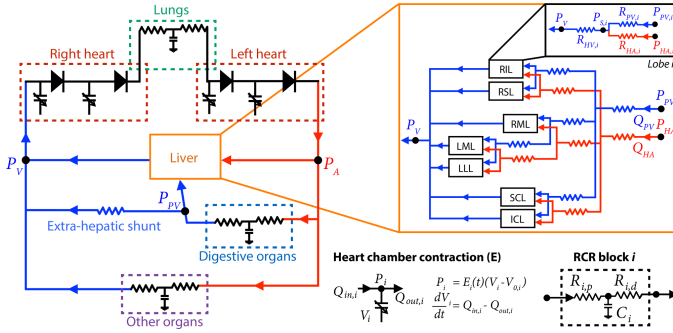 Lungs
Right heart
Left heart
P_V
Liver
P_A
P_PV
Extra-hepatic shunt
Digestive organs
Other organs
P_V
P_S,i
R_PV,i
P_PV,i
R_HV,i
R_HA,i
P_HA,i
RIL
RSL
RML
LML
LLL
SCL
ICL
P_V
P_PV
Q_PV
P_HA
Q_HA
Heart chamber contraction (E)
Q_in,i
P_i
Q_out,i
V_i
P_i = E_i(t)(V_i - V_0,i)
dV_i/dt = Q_in,i - Q_out,i
RCR block i
R_i,p
R_i,d
C_i